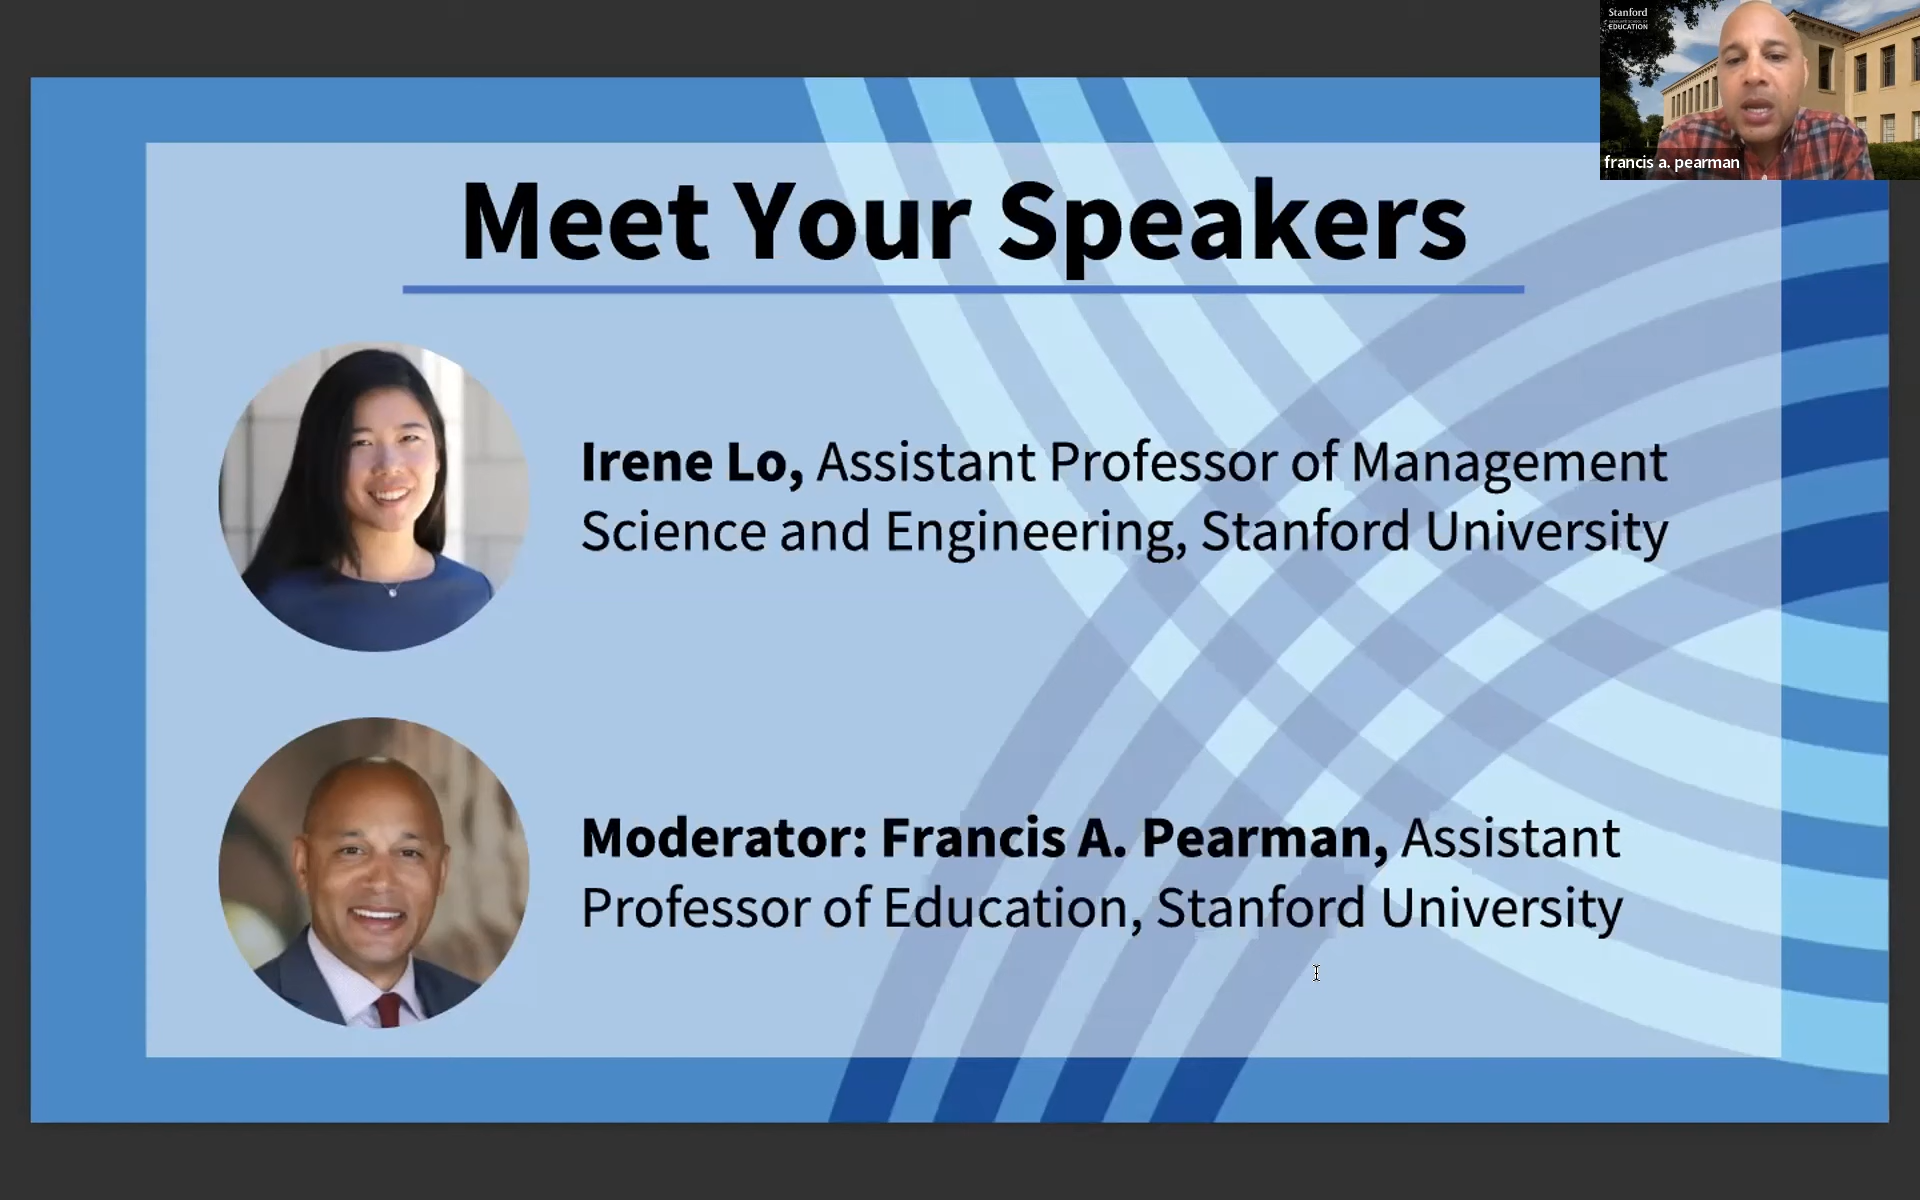 Stanford
EDUCATION
francis a. pearman
Meet Your Speakers
Irene Lo, Assistant Professor of Management
Science and Engineering, Stanford University
Moderator: Francis A. Pearman, Assistant
Professor of Education, Stanford University